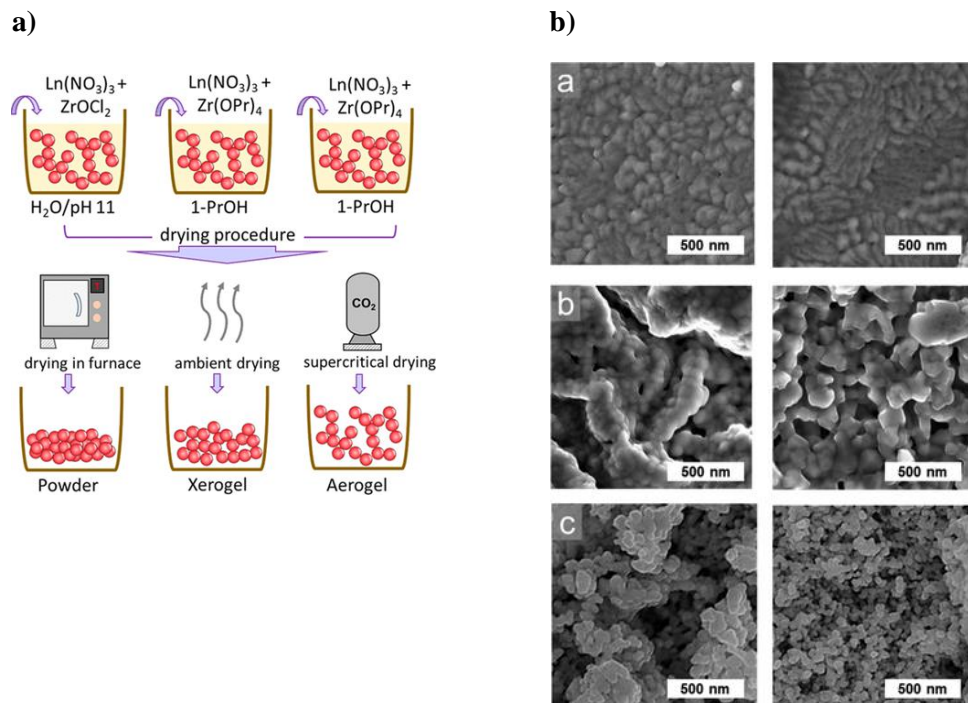 a)
Ln(NO₃)₃ +
ZrOCl₂
Ln(NO₃)₃ +
Zr(OPr)₄
Ln(NO₃)₃ +
Zr(OPr)₄
H₂O/pH 11
1-PrOH
1-PrOH
drying procedure
CO₂
drying in furnace
ambient drying
supercritical drying
Powder
Xerogel
Aerogel
b)
a
500 nm
500 nm
b
500 nm
500 nm
c
500 nm
500 nm